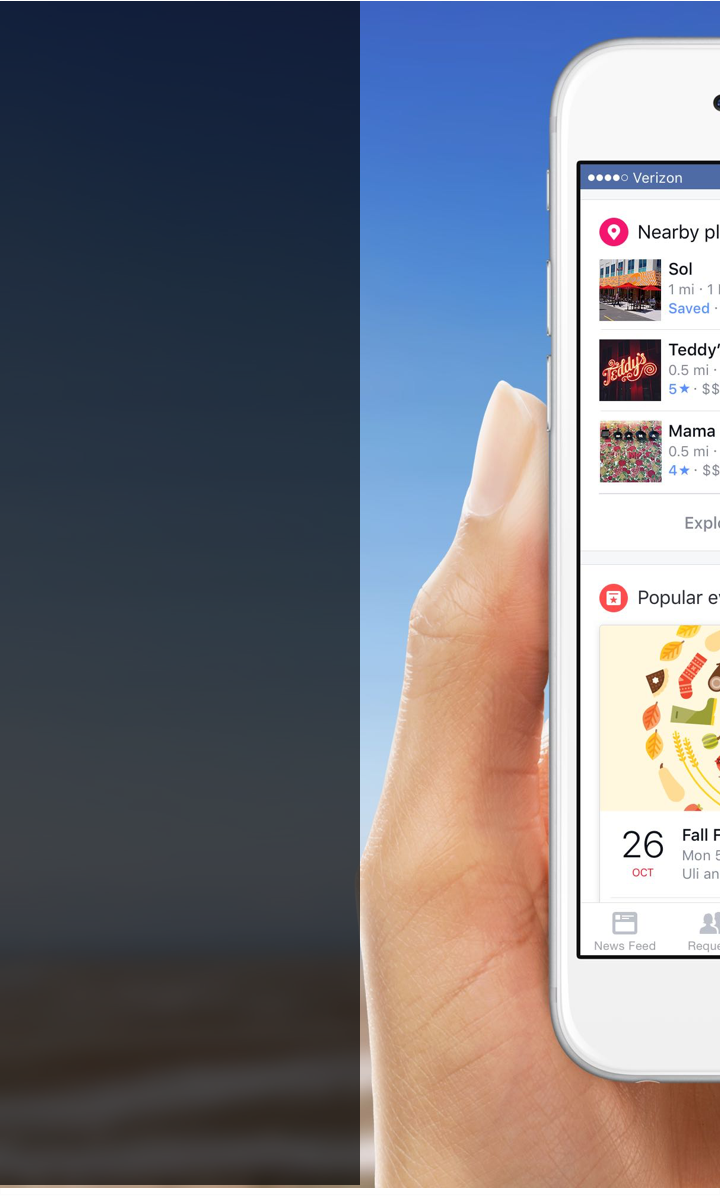 Verizon
Nearby pl
Sol
1 mi · 1
Saved ·
Teddy's
Teddy'
0.5 mi ·
5★ · $$
Mama
0.5 mi ·
4★ · $$
Explo
Popular ev
26
OCT
Fall F
Mon 5
Uli an
News Feed
Reque